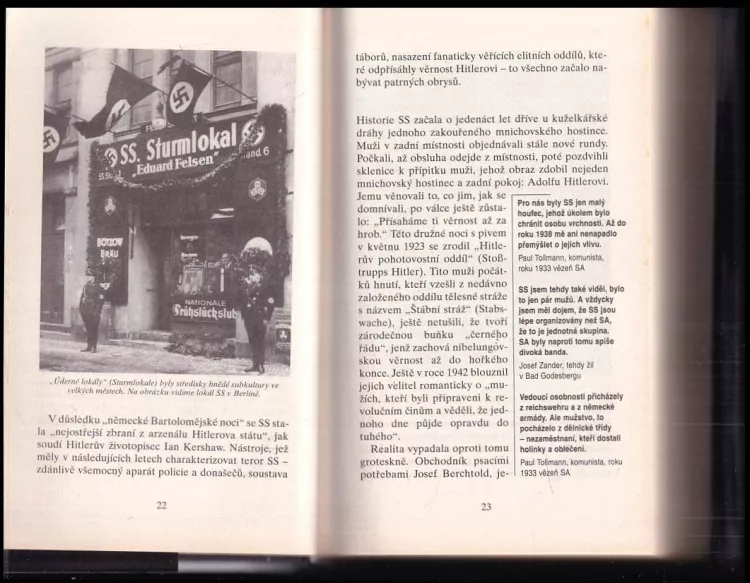 SS. Sturmlokal
„Eduard Felsen"
BÖTZOW
BRÄU
NATIONALE
Frühstücksstub
„Úderné lokály“ (Sturmlokale) byly středisky hnědé subkultury ve
velkých městech. Na obrázku vidíme lokál SS v Berlíně.
V důsledku „německé Bartolomějské noci“ se SS sta-
la „nejostřejší zbraní z arzenálu Hitlerova státu“, jak
soudí Hitlerův životopisec Ian Kershaw. Nástroje, jež
měly v následujících letech charakterizovat teror SS –
zdánlivě všemocný aparát policie a donašečů, soustava
22
táborů, nasazení fanaticky věřících elitních oddílů, kte-
ré odpřísáhly věrnost Hitlerovi – to všechno začalo na-
bývat patrných obrysů.
Historie SS začala o jedenáct let dříve u kuželkářské
dráhy jednoho zakouřeného mnichovského hostince.
Muži v zadní místnosti objednávali stále nové rundy.
Počkali, až obsluha odejde z místnosti, poté pozvihli
sklenice k přípitku muži, jehož obraz zdobil nejeden
mnichovský hostinec a zadní pokoj: Adolfu Hitlerovi.
Jemu věnovali to, co jim, jak se
domnívali, po válce ještě zůsta-
lo: „Přísaháme ti věrnost až za
hrob.“ Této družné noci s pivem
v květnu 1923 se zrodil „Hitle-
rův pohotovostní oddíl“ (Stoß-
trupps Hitler). Tito muži počát-
ků hnutí, kteří vzešli z nedávno
založeného oddílu tělesné stráže
s názvem „Štábní stráž“ (Stabs-
wache), ještě netušili, že tvoří
zárodečnou buňku „černého
řádu“, jenž zachová nibelungov-
skou věrnost až do hořkého
konce. Ještě v roce 1942 blouznil
jejich velitel romanticky o „mu-
žích, kteří byli připraveni k re-
volučním činům a věděli, že jed-
noho dne půjde opravdu do
tuhého“.
Realita vypadala oproti tomu
groteskně. Obchodník psacími
potřebami Josef Berchtold, je-
Pro nás byly SS jen malý
houfec, jehož úkolem bylo
chránit osobu vrchnosti. Až do
roku 1938 mě ani nenapadlo
přemýšlet o jejich vlivu.
Paul Tollmann, komunista,
roku 1933 vězeň SA
SS jsem tehdy také viděl, bylo
to jen pár mužů. A vždycky
jsem měl dojem, že SS jsou
lépe organizovány než SA,
že to je jednotná skupina.
SA byly naproti tomu spíše
divoká banda.
Josef Zander, tehdy žil
v Bad Godesbergu
Vedoucí osobnosti přicházely
z reichswehru a z německé
armády. Ale mužstvo, to
pocházelo z dělnické třídy
– nezaměstnaní, kteří dostali
holínky a oblečení.
Paul Tollmann, komunista, roku
1933 vězeň SA
23